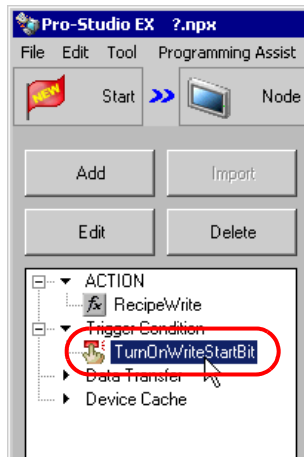 Pro-Studio EX ?.npx
File Edit Tool Programming Assist
NEW Start Node
Add Import
Edit Delete
ACTION
fx RecipeWrite
Trigger Condition
TurnOnWriteStartBit
Data Transfer
Device Cache